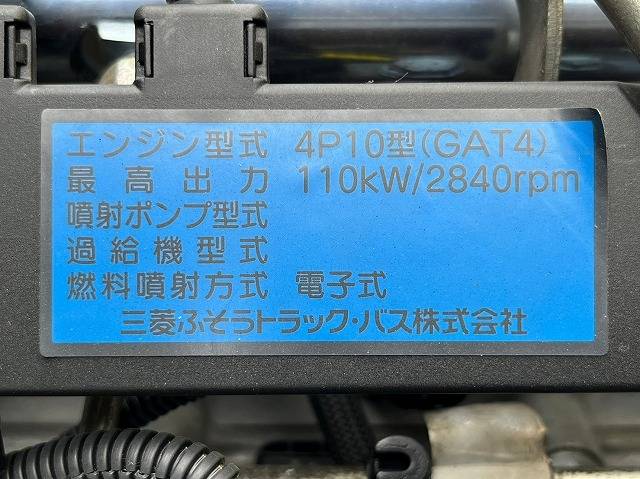 エンジン型式 4P10型(GAT4)
最高出力 110kW/2840rpm
噴射ポンプ型式
過給機型式
燃料噴射方式 電子式
三菱ふそうトラック・バス株式会社